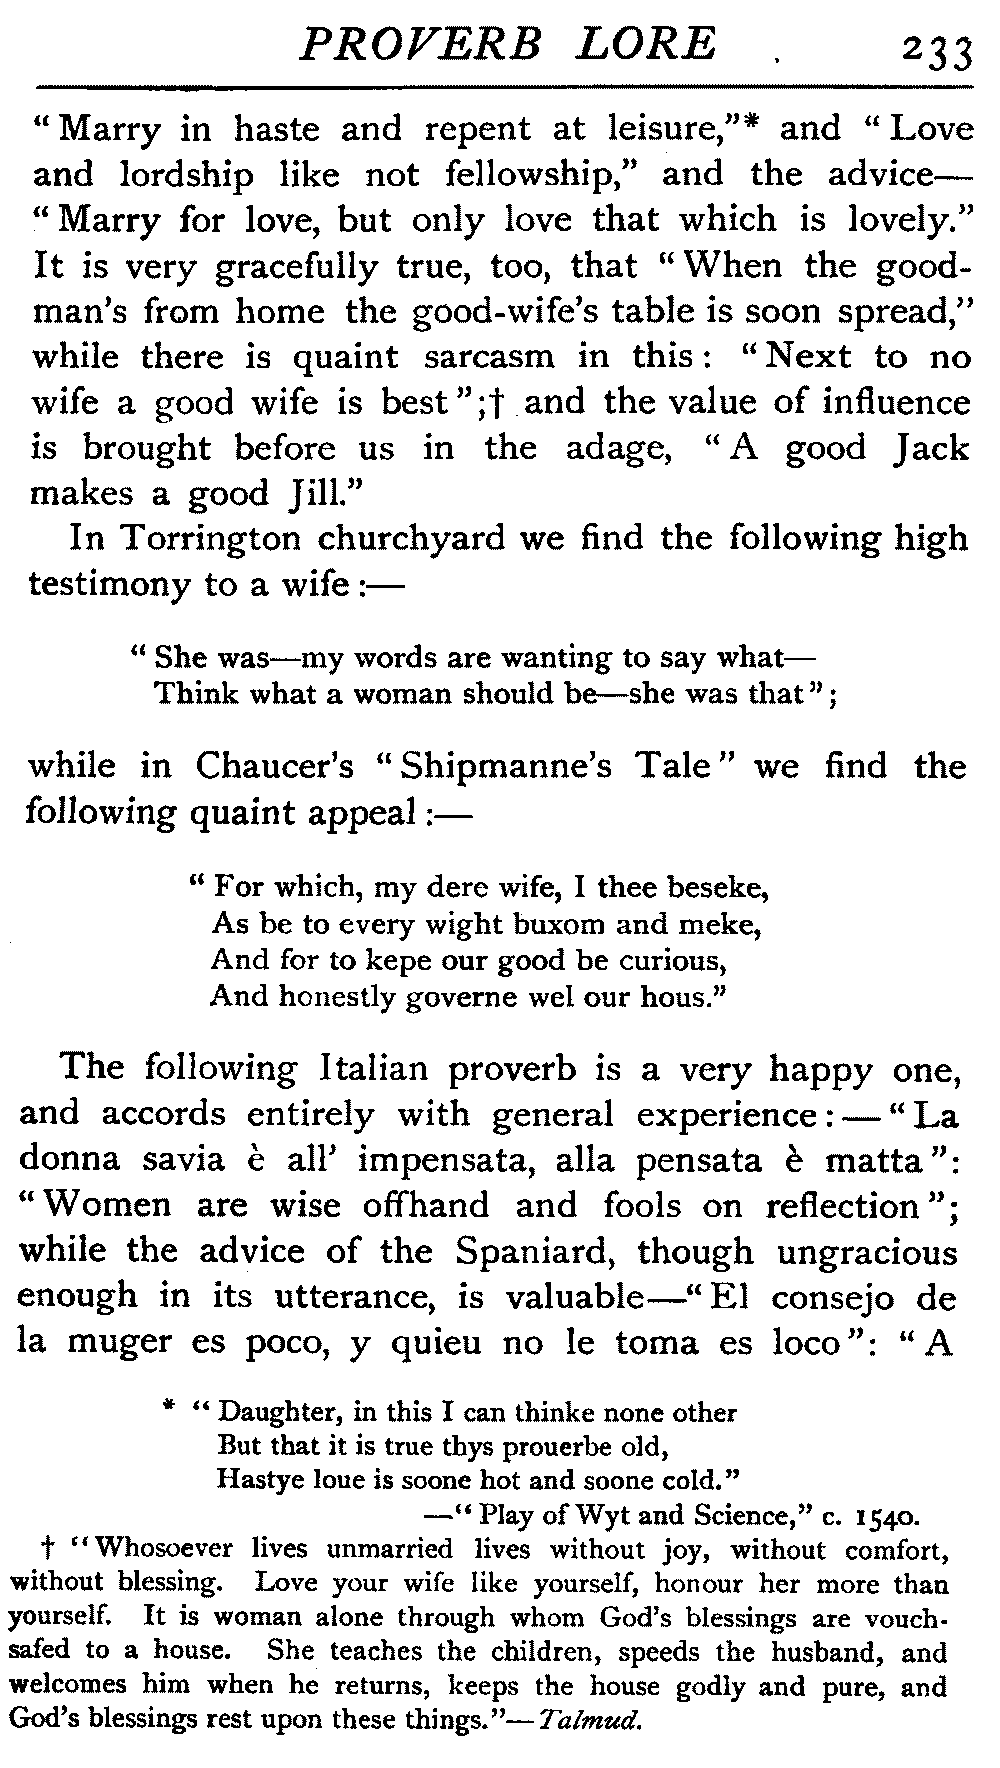 PROVERB LORE 233
“Marry in haste and repent at leisure,”* and “Love
and lordship like not fellowship,” and the advice—
“Marry for love, but only love that which is lovely.”
It is very gracefully true, too, that “When the good-
man's from home the good-wife's table is soon spread,”
while there is quaint sarcasm in this: “Next to no
wife a good wife is best”;† and the value of influence
is brought before us in the adage, “A good Jack
makes a good Jill.”
In Torrington churchyard we find the following high
testimony to a wife:—
“She was—my words are wanting to say what—
Think what a woman should be—she was that”;
while in Chaucer's “Shipmanne's Tale” we find the
following quaint appeal:—
“For which, my dere wife, I thee beseke,
As be to every wight buxom and meke,
And for to kepe our good be curious,
And honestly governe wel our hous.”
The following Italian proverb is a very happy one,
and accords entirely with general experience:—“La
donna savia è all' impensata, alla pensata è matta”:
“Women are wise offhand and fools on reflection”;
while the advice of the Spaniard, though ungracious
enough in its utterance, is valuable—“El consejo de
la muger es poco, y quieu no le toma es loco”: “A
* “Daughter, in this I can thinke none other
But that it is true thys prouerbe old,
Hastye loue is soone hot and soone cold.”
—“Play of Wyt and Science,” c. 1540.
† “Whosoever lives unmarried lives without joy, without comfort,
without blessing. Love your wife like yourself, honour her more than
yourself. It is woman alone through whom God's blessings are vouch-
safed to a house. She teaches the children, speeds the husband, and
welcomes him when he returns, keeps the house godly and pure, and
God's blessings rest upon these things.”—Talmud.